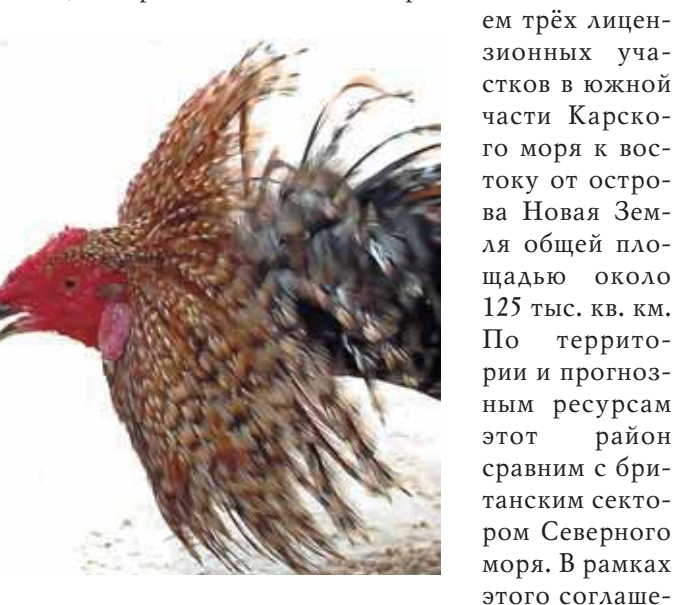 ем трёх лицен-
зионных уча-
стков в южной
части Карско-
го моря к вос-
току от остро-
ва Новая Зем-
ля общей пло-
щадью около
125 тыс. кв. км.
По террито-
рии и прогноз-
ным ресурсам
этот район
сравним с бри-
танским секто-
ром Северного
моря. В рамках
этого соглаше-